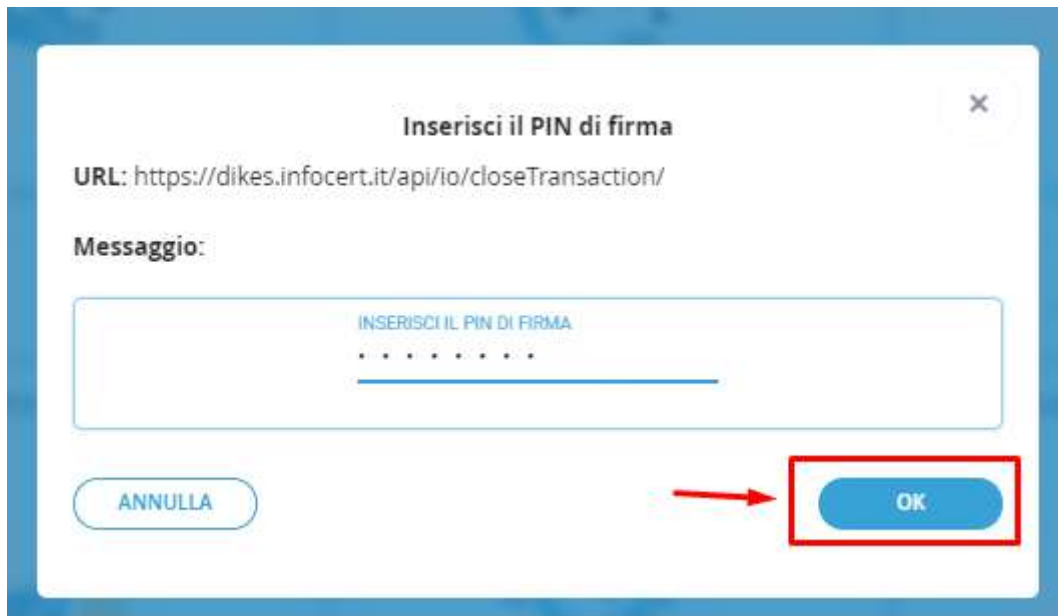 Inserisci il PIN di firma
URL: https://dikes.infocert.it/api/io/closeTransaction/
Messaggio:
INSERISCI IL PIN DI FIRMA
ANNULLA
OK